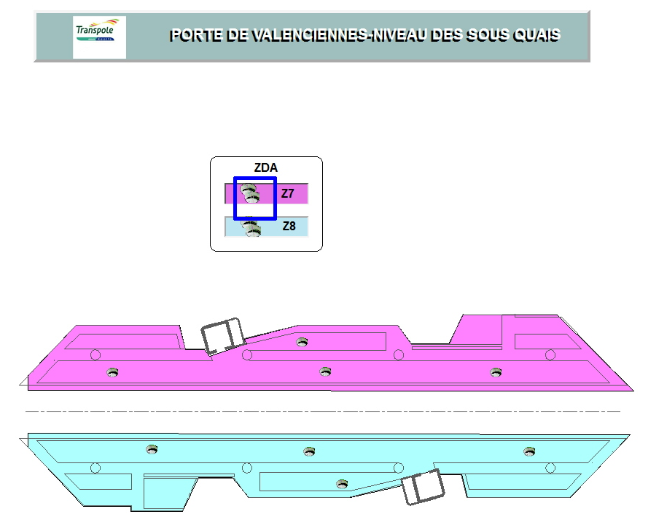 Transpole
PORTE DE VALENCIENNES-NIVEAU DES SOUS QUAIS
ZDA
Z7
Z8